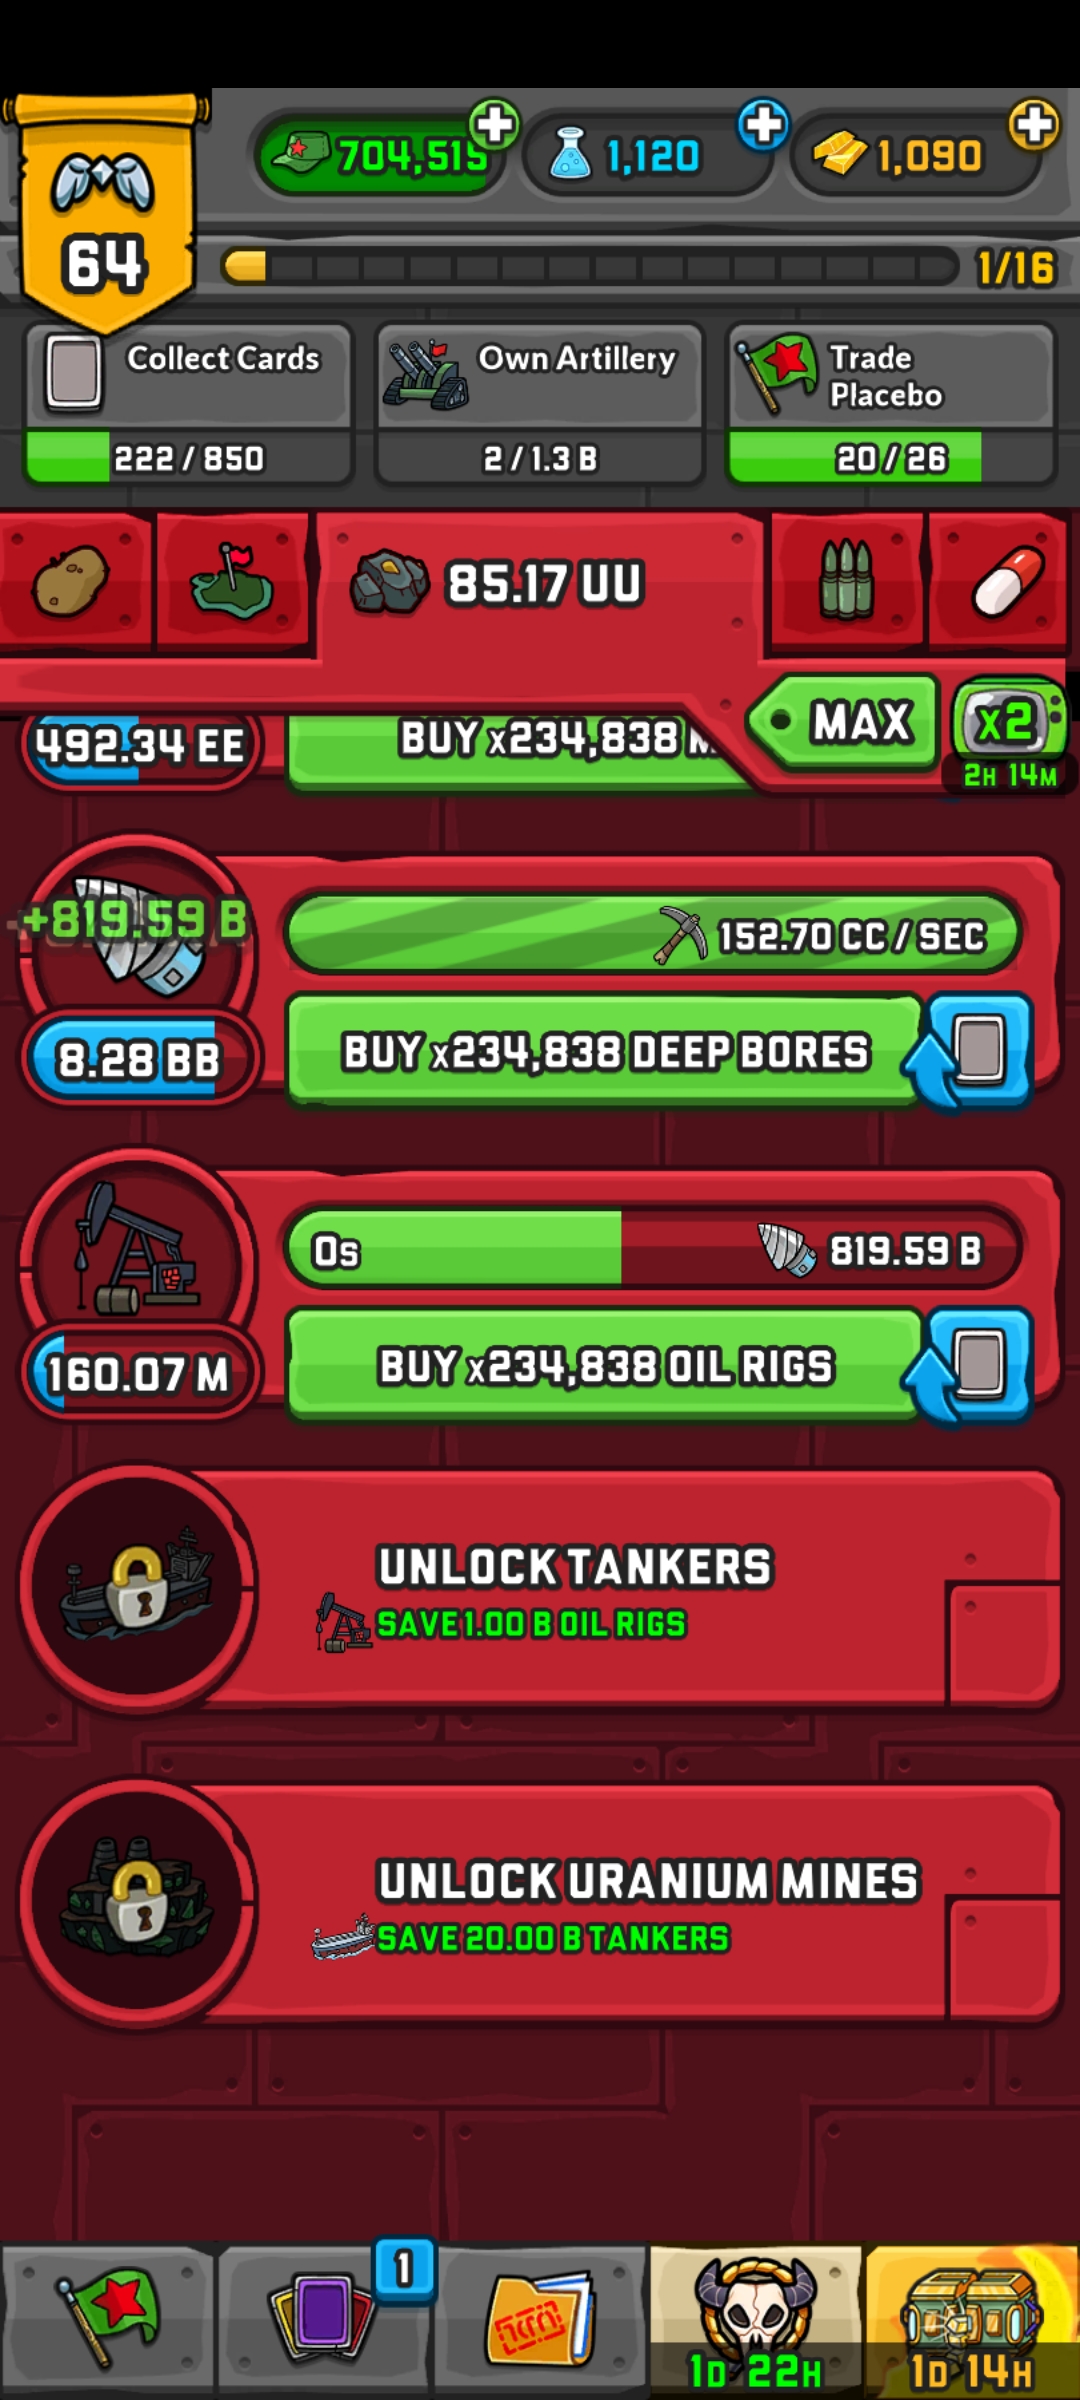 704,515
1,120
1,090
64
1/16
Collect Cards
222 / 850
Own Artillery
2 / 1.3 B
Trade
Placebo
20 / 26
85.17 UU
MAX
x2
2H 14M
492.34 EE
BUY x234,838
+819.59 B
152.70 CC / SEC
8.28 BB
BUY x234,838 DEEP BORES
0s
819.59 B
160.07 M
BUY x234,838 OIL RIGS
UNLOCK TANKERS
SAVE 1.00 B OIL RIGS
UNLOCK URANIUM MINES
SAVE 20.00 B TANKERS
1
1D 22H
1D 14H